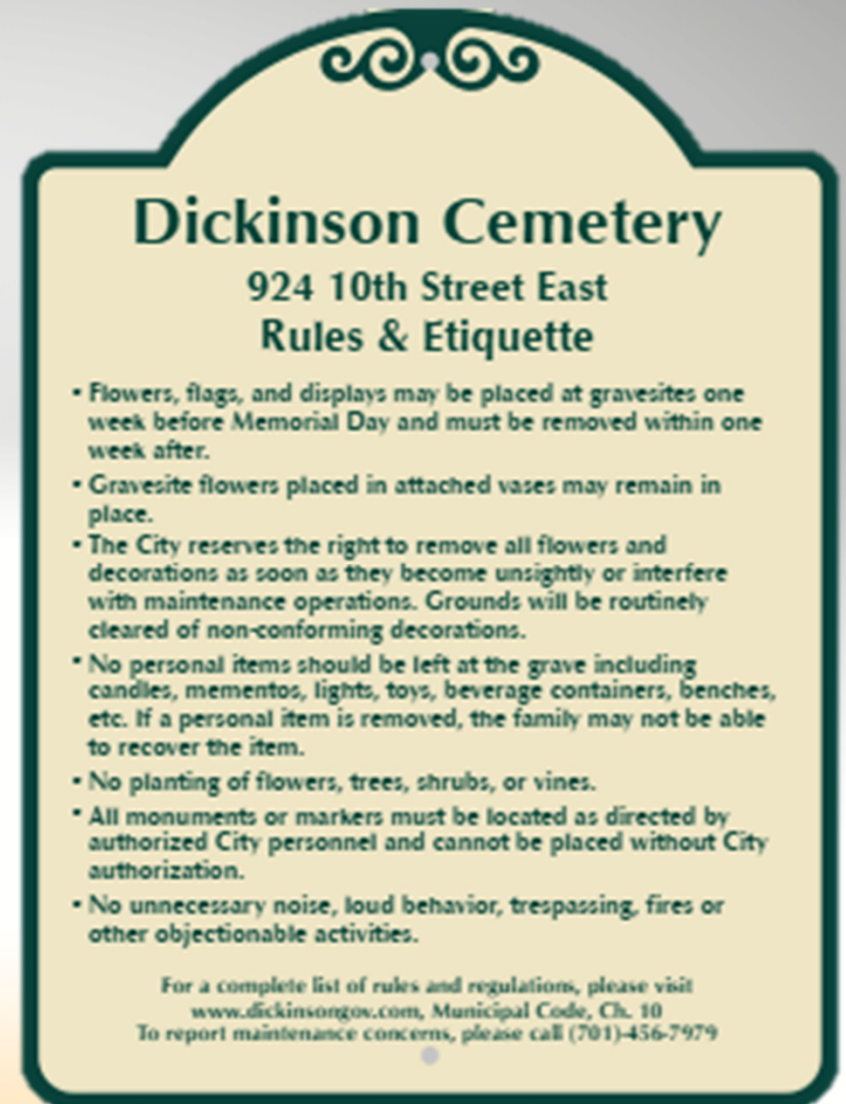 Dickinson Cemetery
924 10th Street East
Rules & Etiquette
• Flowers, flags, and displays may be placed at gravesites one
week before Memorial Day and must be removed within one
week after.
• Gravesite flowers placed in attached vases may remain in
place.
• The City reserves the right to remove all flowers and
decorations as soon as they become unsightly or interfere
with maintenance operations. Grounds will be routinely
cleared of non-conforming decorations.
• No personal items should be left at the grave including
candles, mementos, lights, toys, beverage containers, benches,
etc. If a personal item is removed, the family may not be able
to recover the item.
• No planting of flowers, trees, shrubs, or vines.
• All monuments or markers must be located as directed by
authorized City personnel and cannot be placed without City
authorization.
• No unnecessary noise, loud behavior, trespassing, fires or
other objectionable activities.
For a complete list of rules and regulations, please visit
www.dickinsongov.com, Municipal Code, Ch. 10
To report maintenance concerns, please call (701)-456-7979